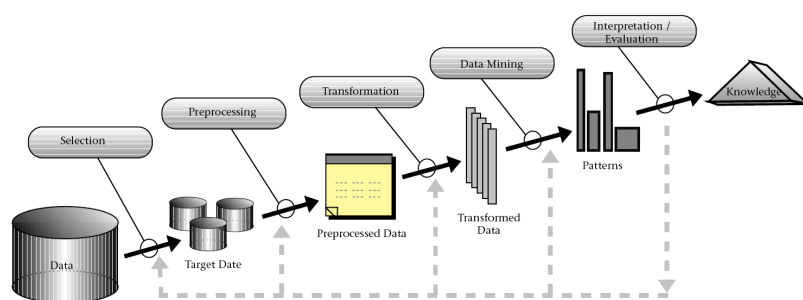 Interpretation /
Evaluation
Data Mining
Knowledge
Transformation
Preprocessing
Selection
Patterns
Transformed
Data
Preprocessed Data
Target Date
Data